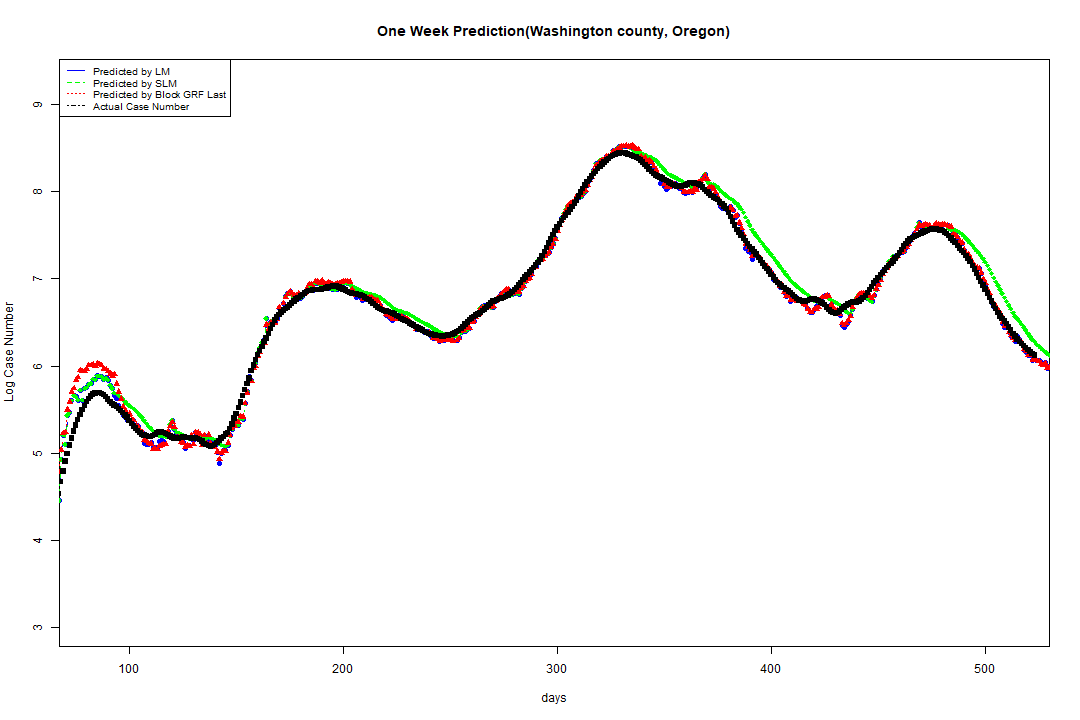 One Week Prediction(Washington county, Oregon)
Predicted by LM
Predicted by SLM
Predicted by Block GRF Last
Actual Case Number
9
8
7
6
5
4
3
Log Case Number
100 200 300 400 500
days